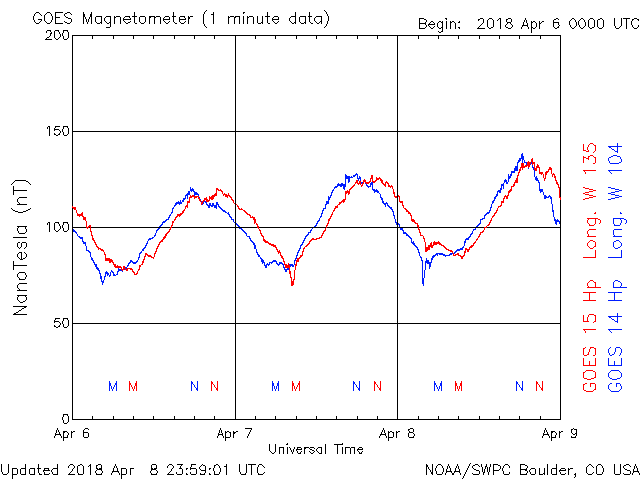 GOES Magnetometer (1 minute data)
Begin: 2018 Apr 6 0000 UTC
200
150
100
50
0
NanoTesla (nT)
M M N N M M N N M M N N
Apr 6 Apr 7 Apr 8 Apr 9
Universal Time
GOES 15 Hp Long. W 135
GOES 14 Hp Long. W 104
Updated 2018 Apr 8 23:59:01 UTC
NOAA/SWPC Boulder, CO USA